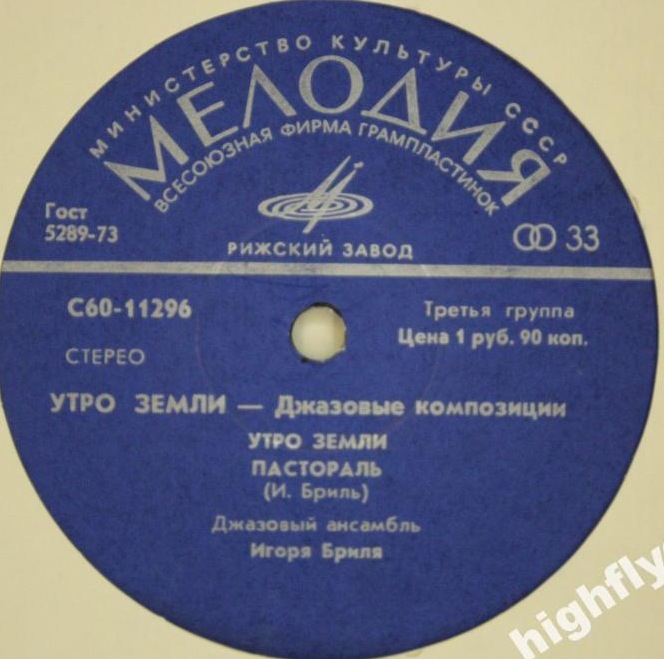 МИНИСТЕРСТВО КУЛЬТУРЫ СССР
МЕЛОДИЯ
ВСЕСОЮЗНАЯ ФИРМА ГРАМПЛАСТИНОК
Гост
5289-73
33
РИЖСКИЙ ЗАВОД
С60-11296
Третья группа
Цена 1 руб. 90 коп.
СТЕРЕО
УТРО ЗЕМЛИ — Джазовые композиции
УТРО ЗЕМЛИ
ПАСТОРАЛЬ
(И. Бриль)
Джазовый ансамбль
Игоря Бриля
highfly